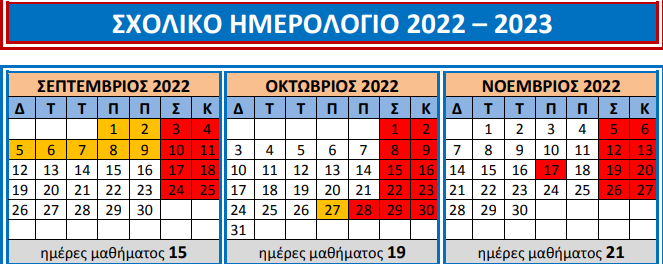 ΣΧΟΛΙΚΟ ΗΜΕΡΟΛΟΓΙΟ 2022 – 2023
ΣΕΠΤΕΜΒΡΙΟΣ 2022
Δ Τ Τ Π Π Σ Κ
1 2 3 4
5 6 7 8 9 10 11
12 13 14 15 16 17 18
19 20 21 22 23 24 25
26 27 28 29 30
ημέρες μαθήματος 15
ΟΚΤΩΒΡΙΟΣ 2022
Δ Τ Τ Π Π Σ Κ
1 2
3 4 5 6 7 8 9
10 11 12 13 14 15 16
17 18 19 20 21 22 23
24 25 26 27 28 29 30
31
ημέρες μαθήματος 19
ΝΟΕΜΒΡΙΟΣ 2022
Δ Τ Τ Π Π Σ Κ
1 2 3 4 5 6
7 8 9 10 11 12 13
14 15 16 17 18 19 20
21 22 23 24 25 26 27
28 29 30
ημέρες μαθήματος 21